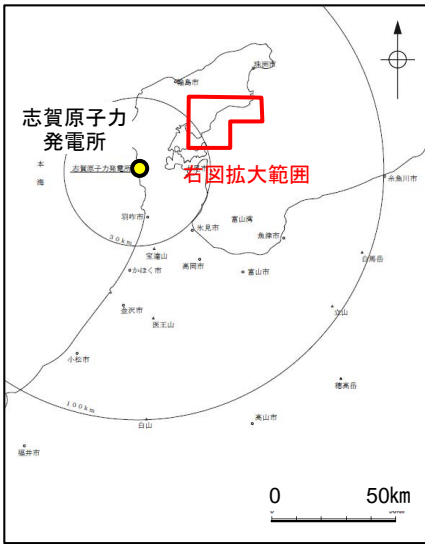 珠洲市
輪島市
志賀原子力
発電所
志賀原子力発電所
右図拡大範囲
本
海
糸魚川市
羽咋市
富山湾
氷見市
魚津市
30km
宝達山
高岡市
富山市
白馬岳
かほく市
金沢市
医王山
立山
小松市
穂高岳
100km
白山
高山市
福井市
0 50km